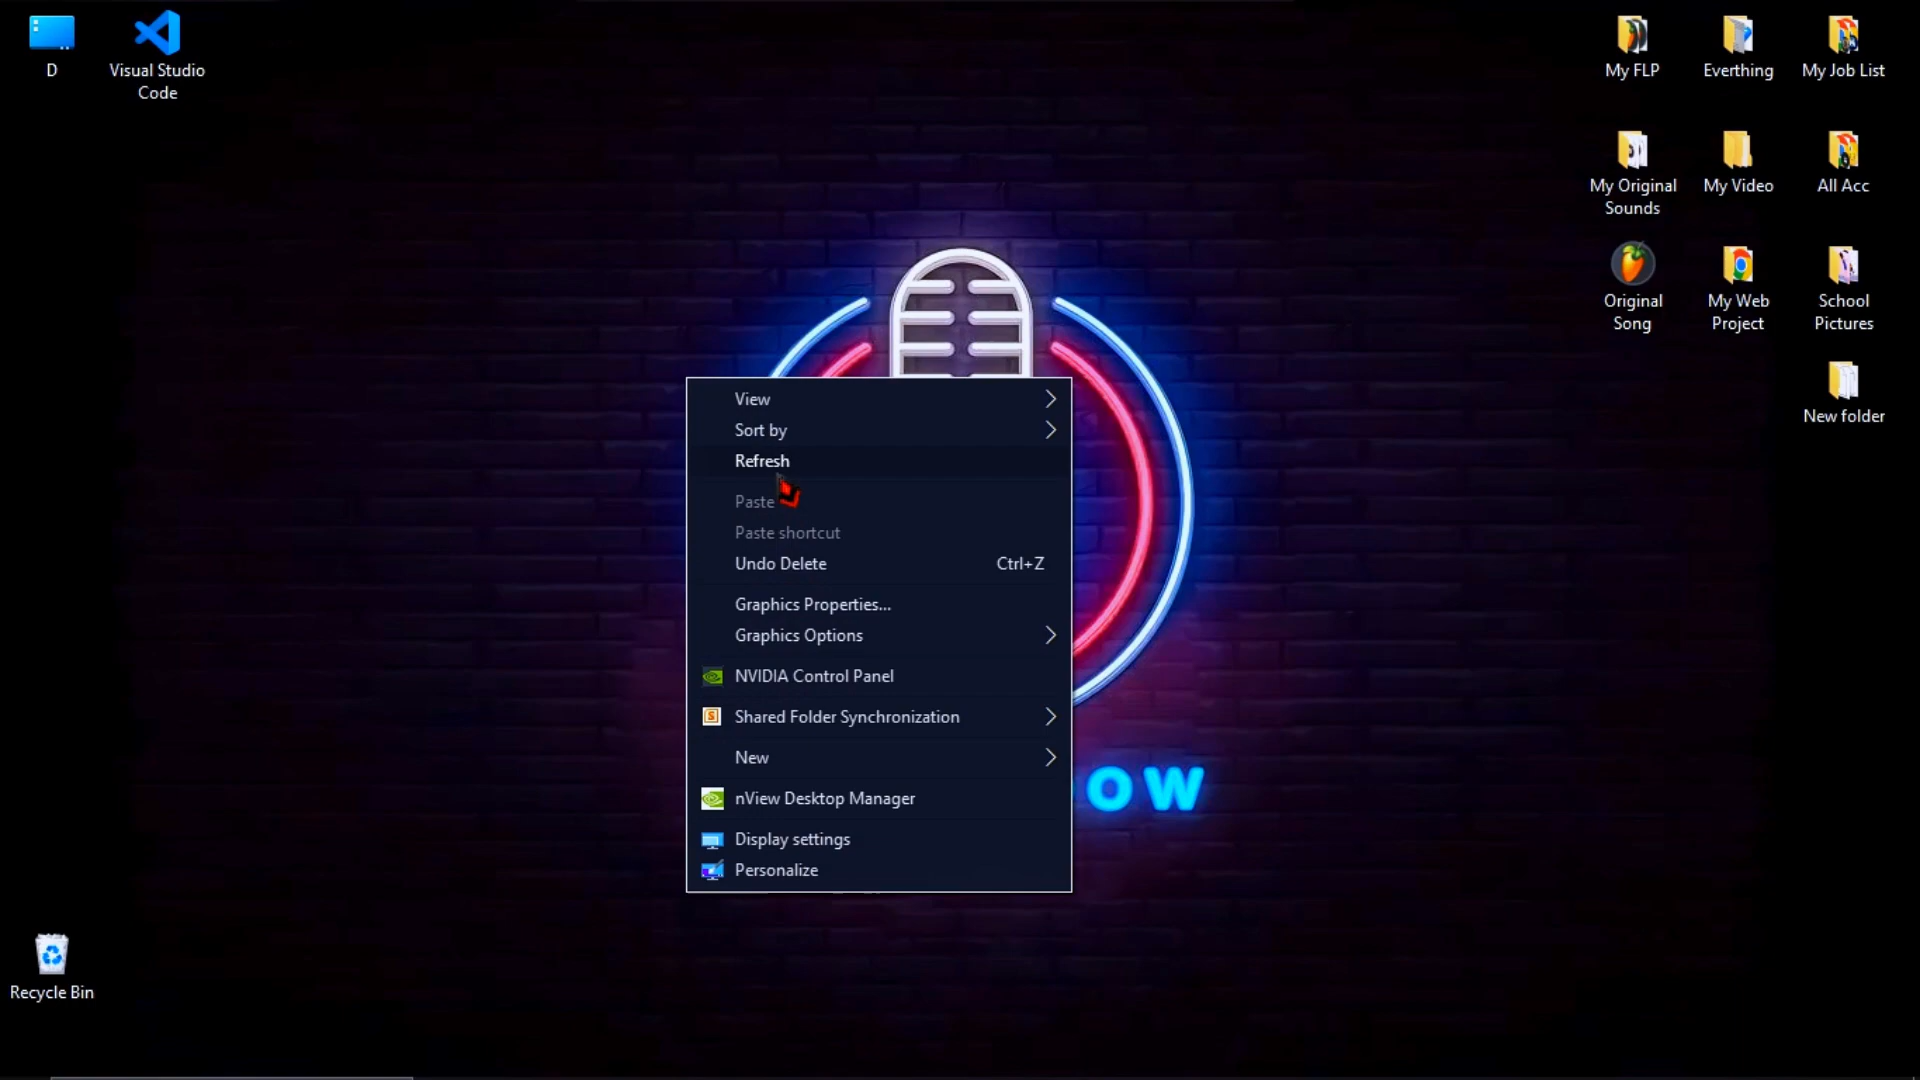 D
Visual Studio
Code
My FLP
Everthing
My Job List
My Original
Sounds
My Video
All Acc
Original
Song
My Web
Project
School
Pictures
New folder
View
Sort by
Refresh
Paste
Paste shortcut
Undo Delete Ctrl+Z
Graphics Properties...
Graphics Options
NVIDIA Control Panel
Shared Folder Synchronization
New
nView Desktop Manager
Display settings
Personalize
OW
Recycle Bin